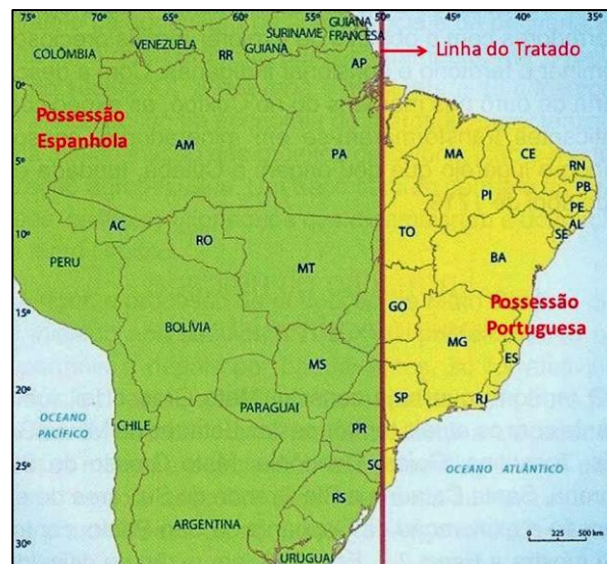 75° 70° 65° 60° 55° 50° 45° 40° 35°
GUIANA
SURINAME FRANCESA
COLÔMBIA
VENEZUELA
GUIANA
RR
AP
Linha do Tratado
0°
Possessão
Espanhola
5°
AM
PA
MA
CE
RN
PB
PI
PE
AL
SE
AC
10°
RO
TO
BA
PERU
MT
15°
BOLÍVIA
GO
Possessão
Portuguesa
MG
MS
ES
20°
SP
RJ
PARAGUAI
OCEANO
PACÍFICO
CHILE
PR
25°
SC
OCEANO ATLÂNTICO
RS
ARGENTINA
30°
URUGUAI
0 325 500 km